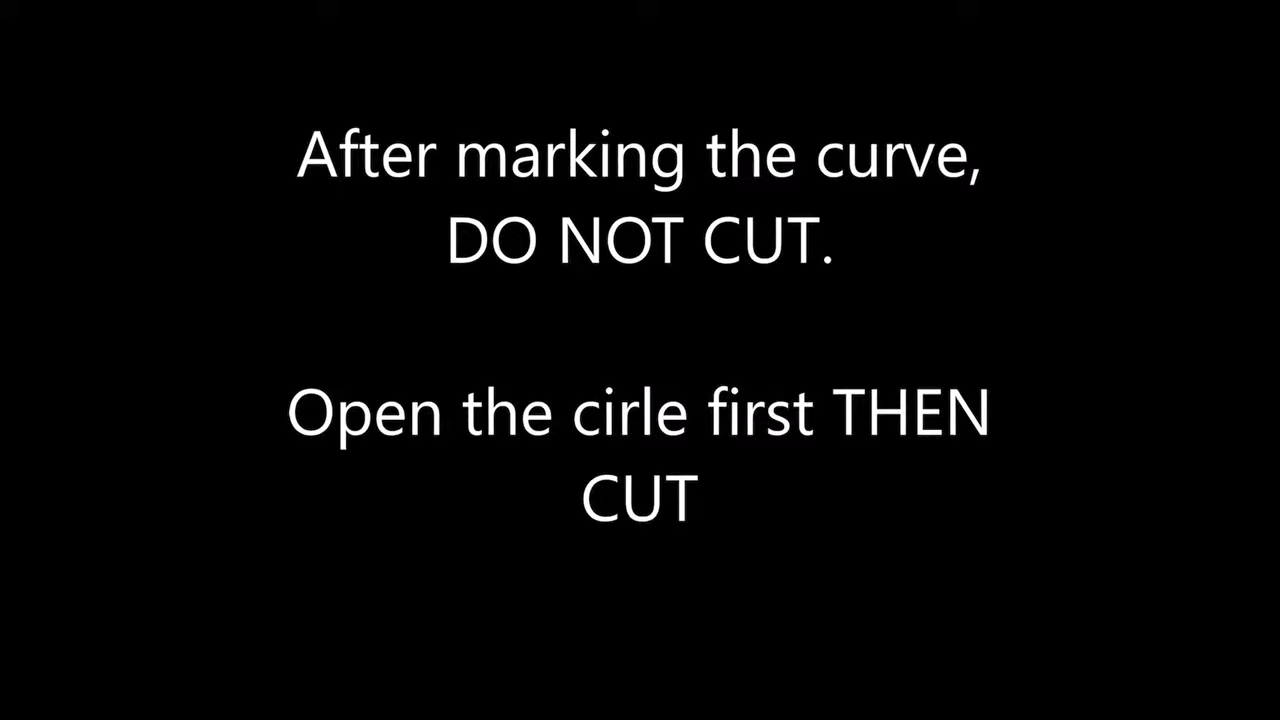 After marking the curve,
DO NOT CUT.
Open the cirle first THEN
CUT